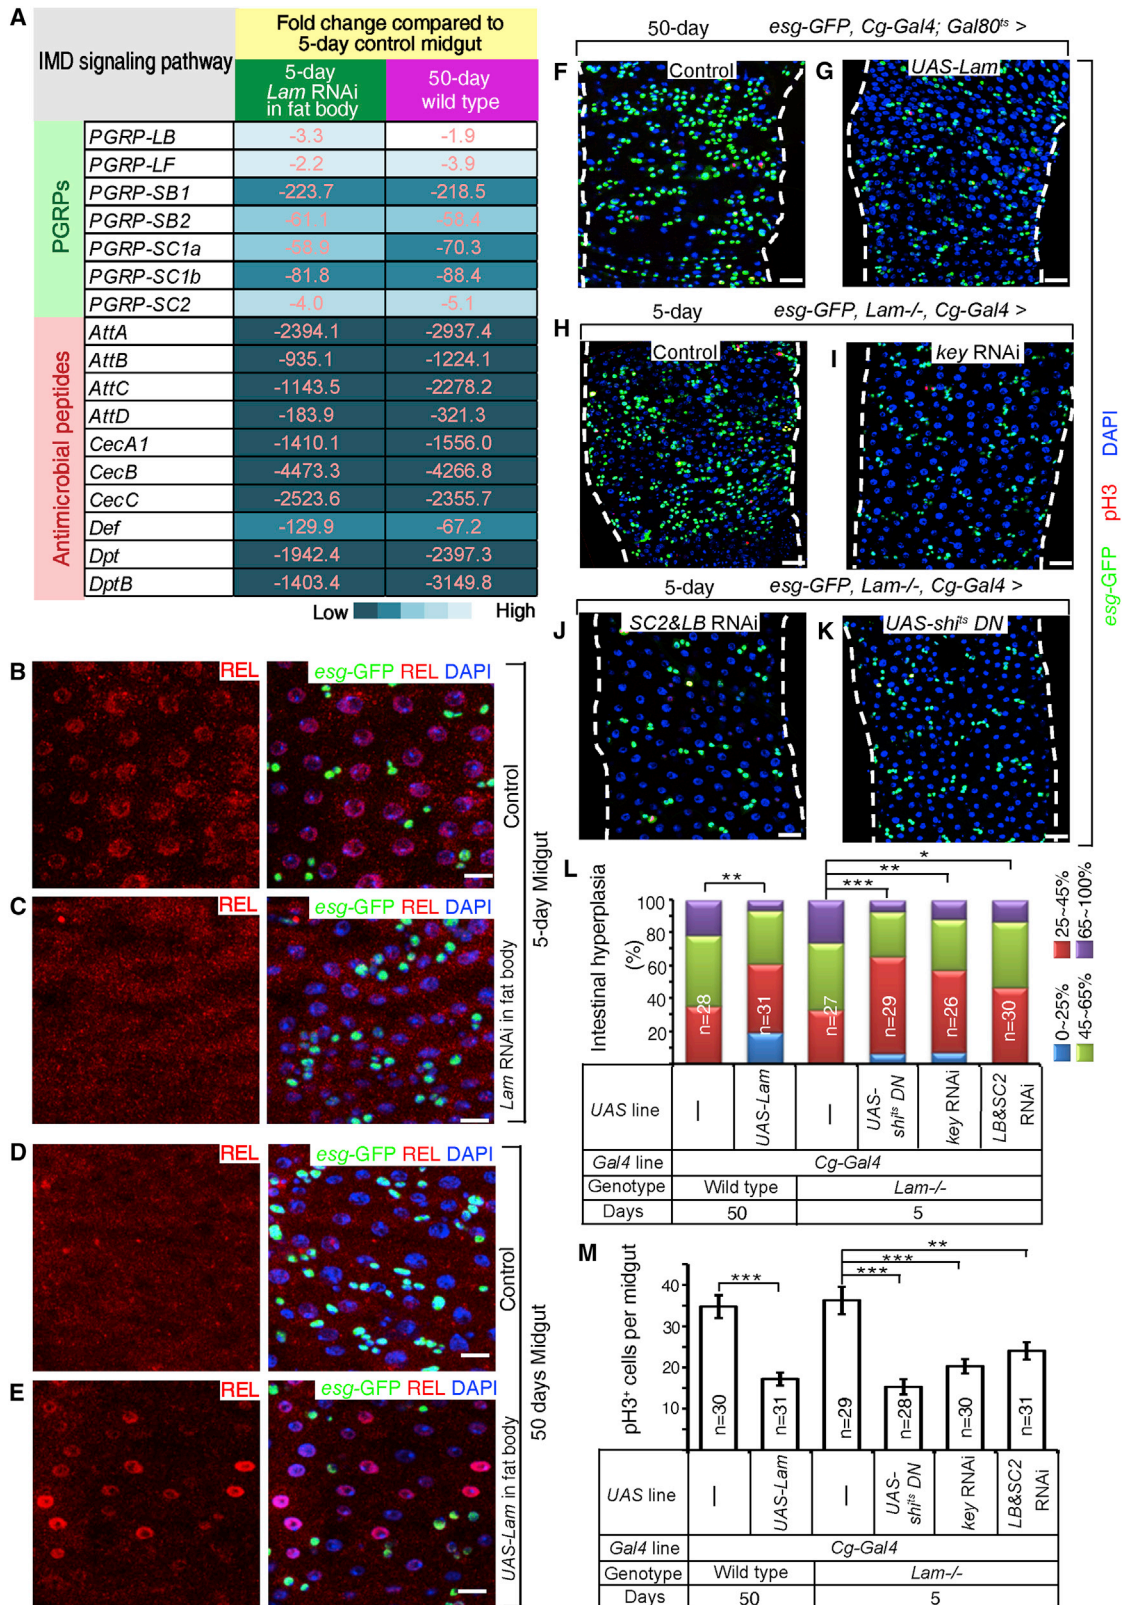 A
IMD signaling pathway
Fold change compared to
5-day control midgut
5-day
Lam RNAi
in fat body
50-day
wild type
PGRPs
PGRP-LB -3.3 -1.9
PGRP-LF -2.2 -3.9
PGRP-SB1 -223.7 -218.5
PGRP-SB2 -61.1 -58.4
PGRP-SC1a -58.9 -70.3
PGRP-SC1b -81.8 -88.4
PGRP-SC2 -4.0 -5.1
Antimicrobial peptides
AttA -2394.1 -2937.4
AttB -935.1 -1224.1
AttC -1143.5 -2278.2
AttD -183.9 -321.3
CecA1 -1410.1 -1556.0
CecB -4473.3 -4266.8
CecC -2523.6 -2355.7
Def -129.9 -67.2
Dpt -1942.4 -2397.3
DptB -1403.4 -3149.8
Low High
B
REL
esg-GFP REL DAPI
Control
C
REL
esg-GFP REL DAPI
Lam RNAi in fat body
5-day Midgut
D
REL
esg-GFP REL DAPI
Control
E
REL
esg-GFP REL DAPI
UAS-Lam in fat body
50 days Midgut
50-day esg-GFP, Cg-Gal4; Gal80ts >
F
Control
G
UAS-Lam
5-day esg-GFP, Lam-/-, Cg-Gal4 >
H
Control
I
key RNAi
5-day esg-GFP, Lam-/-, Cg-Gal4 >
J
SC2&LB RNAi
K
UAS-shits DN
esg-GFP pH3 DAPI
L
Intestinal hyperplasia
(%)
100
80
60
40
20
** *** ** *
n=28
n=31
n=27
n=29
n=26
n=30
0~25%
25~45%
45~65%
65~100%
UAS line — UAS-Lam — UAS-shits DN key RNAi LB&SC2 RNAi
Gal4 line Cg-Gal4
Genotype Wild type Lam-/-
Days 50 5
M
pH3+ cells per midgut
40
30
20
10
*** *** *** **
n=30
n=31
n=29
n=28
n=30
n=31
UAS line — UAS-Lam — UAS-shits DN key RNAi LB&SC2 RNAi
Gal4 line Cg-Gal4
Genotype Wild type Lam-/-
Days 50 5